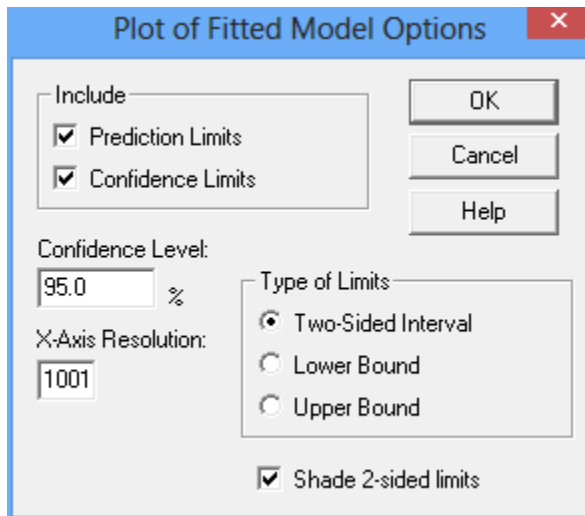 Plot of Fitted Model Options
Include
Prediction Limits
Confidence Limits
OK
Cancel
Help
Confidence Level:
95.0 %
X-Axis Resolution:
1001
Type of Limits
Two-Sided Interval
Lower Bound
Upper Bound
Shade 2-sided limits